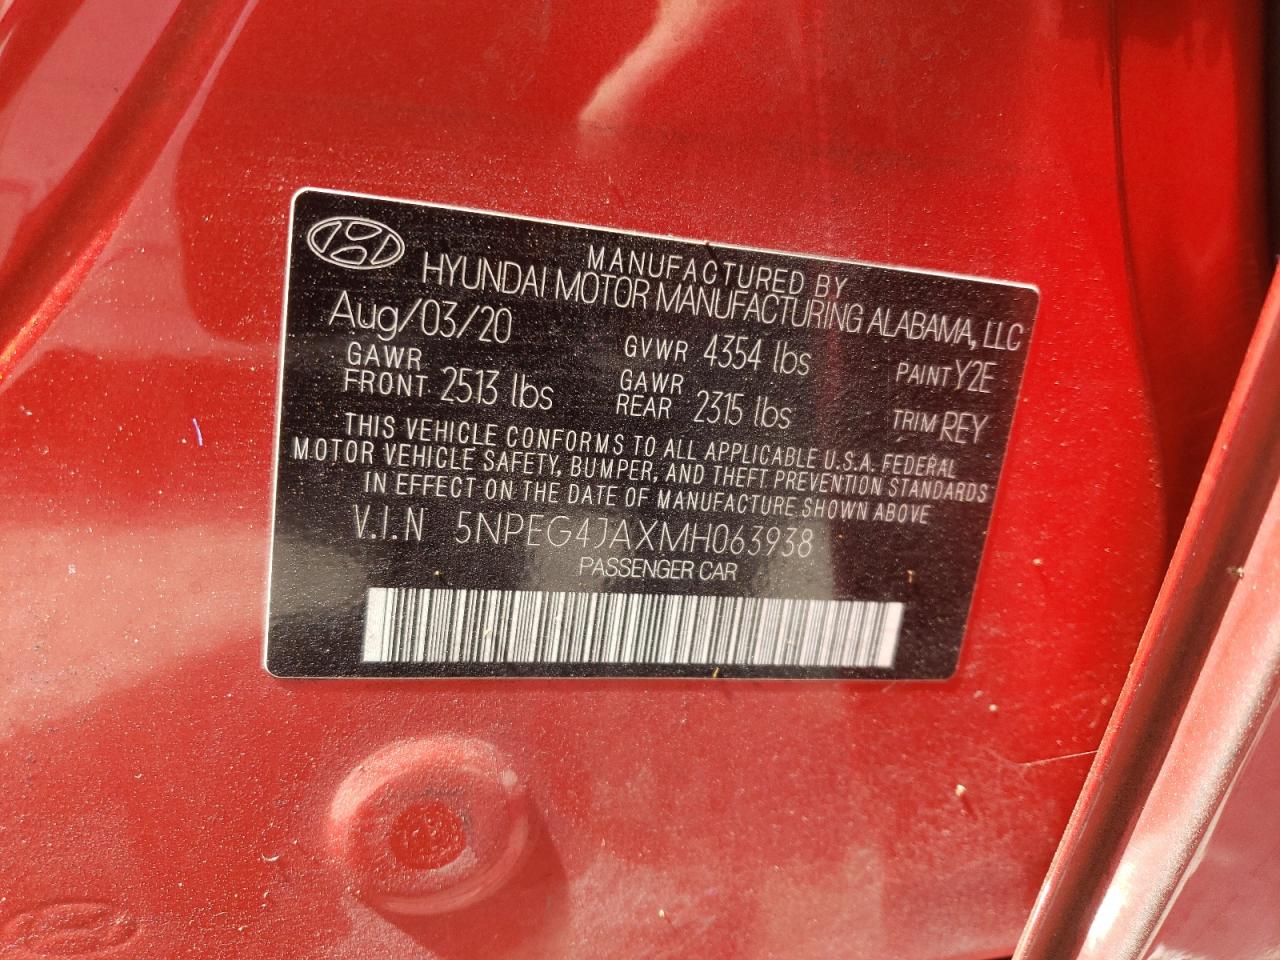 MANUFACTURED BY
HYUNDAI MOTOR MANUFACTURING ALABAMA, LLC
Aug/03/20 GVWR 4354 lbs PAINT Y2E
GAWR FRONT 2513 lbs GAWR REAR 2315 lbs TRIM REY
THIS VEHICLE CONFORMS TO ALL APPLICABLE U.S.A. FEDERAL
MOTOR VEHICLE SAFETY, BUMPER, AND THEFT PREVENTION STANDARDS
IN EFFECT ON THE DATE OF MANUFACTURE SHOWN ABOVE
V.I.N 5NPEG4JAXMH063938
PASSENGER CAR